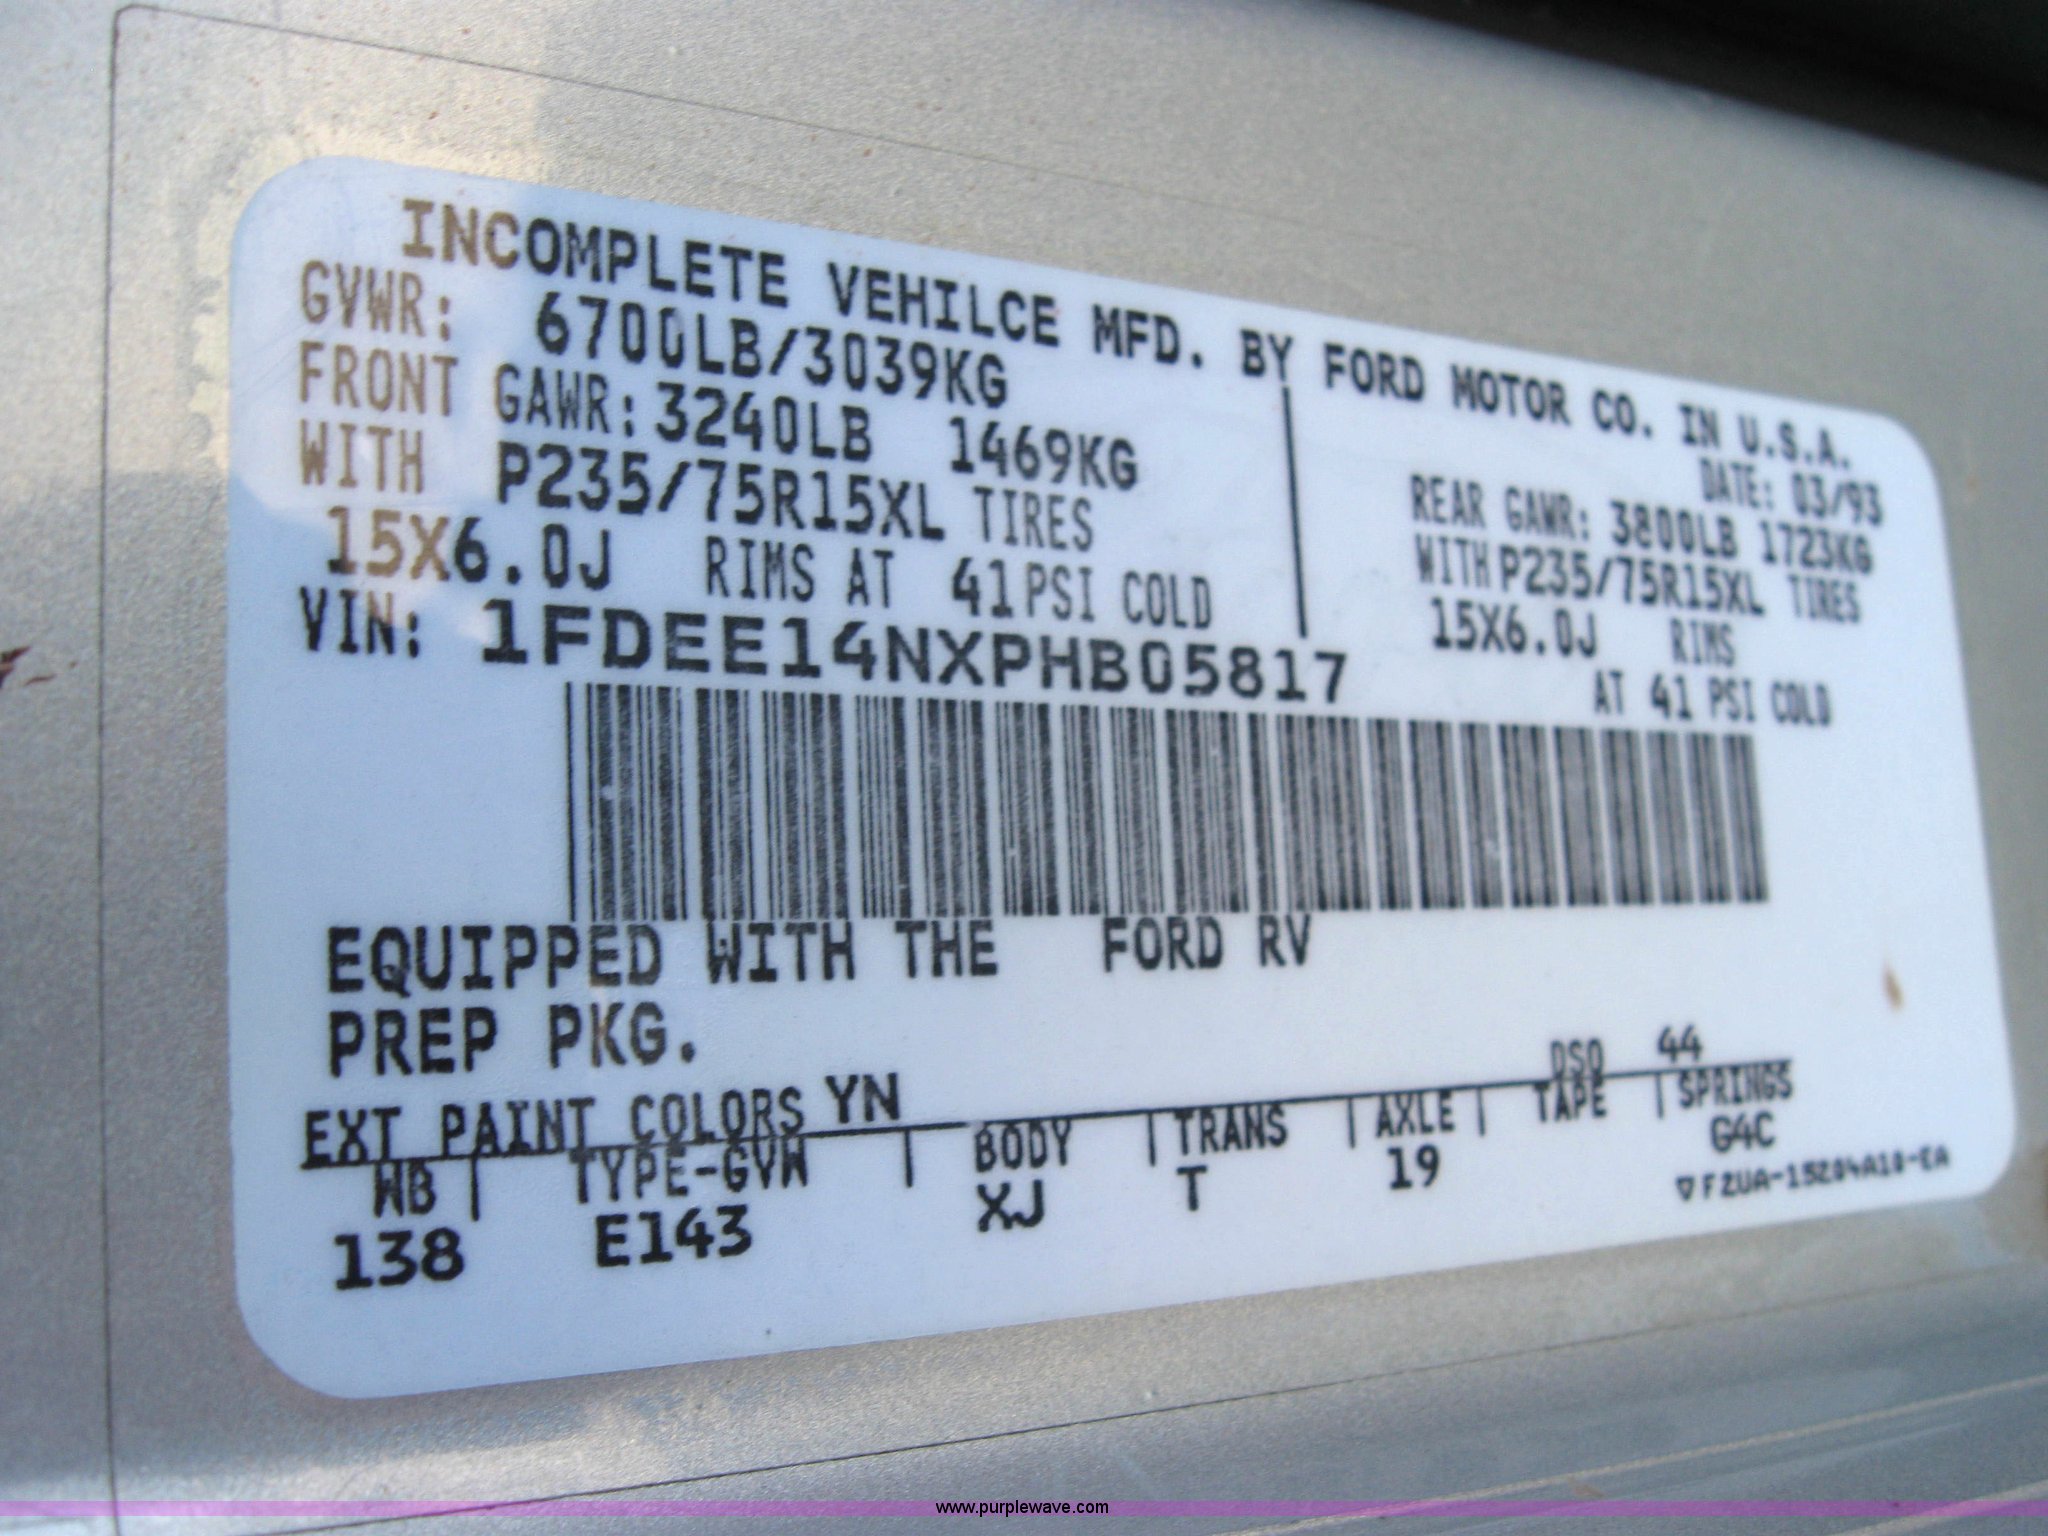 INCOMPLETE VEHILCE MFD. BY FORD MOTOR CO. IN U.S.A.
GVWR: 6700LB/3039KG
DATE: 03/93
FRONT GAWR: 3240LB 1469KG
WITH P235/75R15XL TIRES
15X6.0J RIMS AT 41 PSI COLD
REAR GAWR: 3800LB 1723KG
WITH P235/75R15XL TIRES
15X6.0J RIMS
AT 41 PSI COLD
VIN: 1FDEE14NXPHB05817
EQUIPPED WITH THE FORD RV
PREP PKG.
DSO 44
EXT PAINT COLORS YN
WB | TYPE-GVW | BODY | TRANS | AXLE | TAPE | SPRINGS
138 E143 XJ T 19 G4C
▽F2UA-15204A10-EA
www.purplewave.com